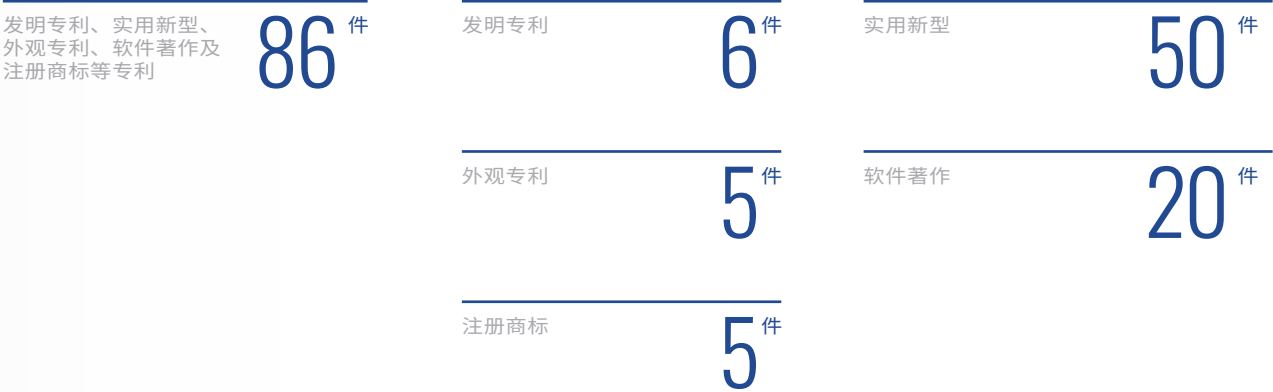 发明专利、实用新型、
外观专利、软件著作及
注册商标等专利
86 件
发明专利 6 件
实用新型 50 件
外观专利 5 件
软件著作 20 件
注册商标 5 件